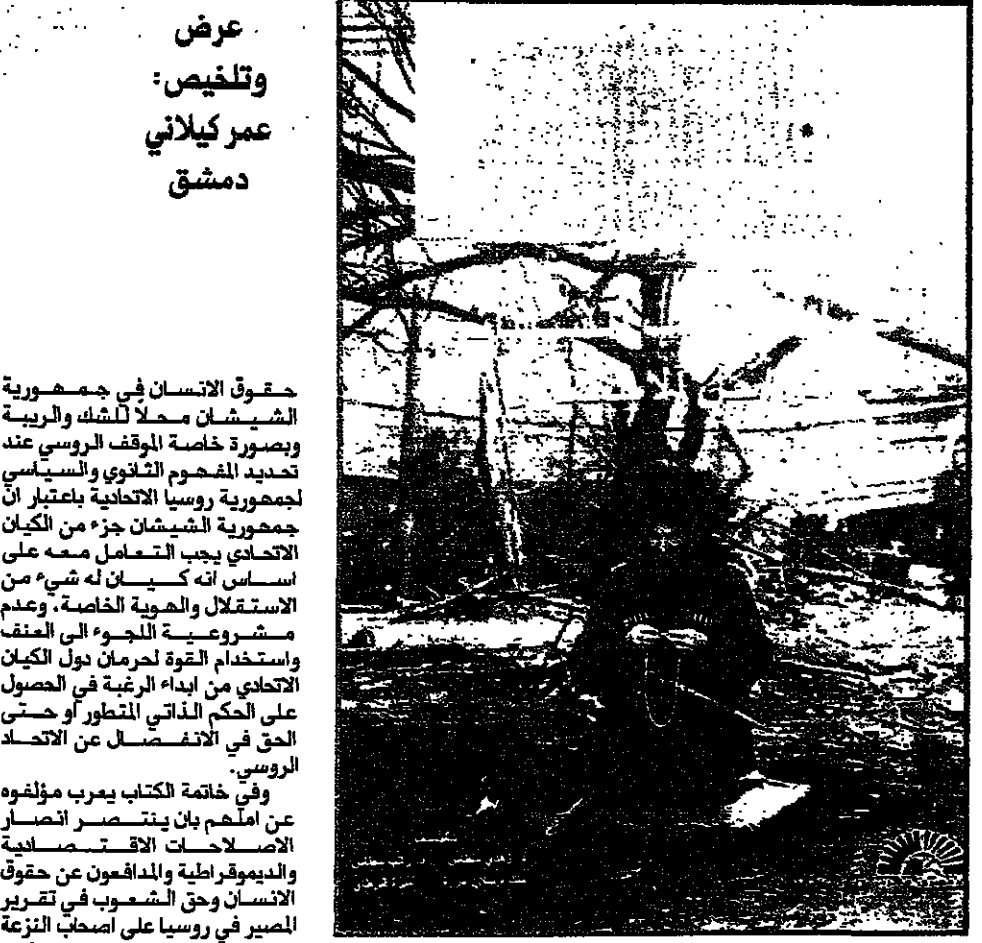 عرض
وتلخيص:
عمر كيلاني
دمشق
حقوق الانسان في جمهورية
الشيشان محلا للشك والريبة
وبصورة خاصة الموقف الروسي عند
تحديد المفهوم الثانوي والسياسي
لجمهورية روسيا الاتحادية باعتبار ان
جمهورية الشيشان جزء من الكيان
الاتحادي يجب التعامل معه على
اساس انه كيان له شيء من
الاستقلال والهوية الخاصة، وعدم
مشروعية اللجوء الى العنف
واستخدام القوة لحرمان دول الكيان
الاتحادي من ابداء الرغبة في الحصول
على الحكم الذاتي المتطور او حتى
الحق في الانفصال عن الاتحاد
الروسي.
وفي خاتمة الكتاب يعرب مؤلفوه
عن املهم بان ينتصر انصار
الاصلاحات الاقتصادية
والديموقراطية والمدافعون عن حقوق
الانسان وحق الشعوب في تقرير
المصير في روسيا على اصحاب النزعة